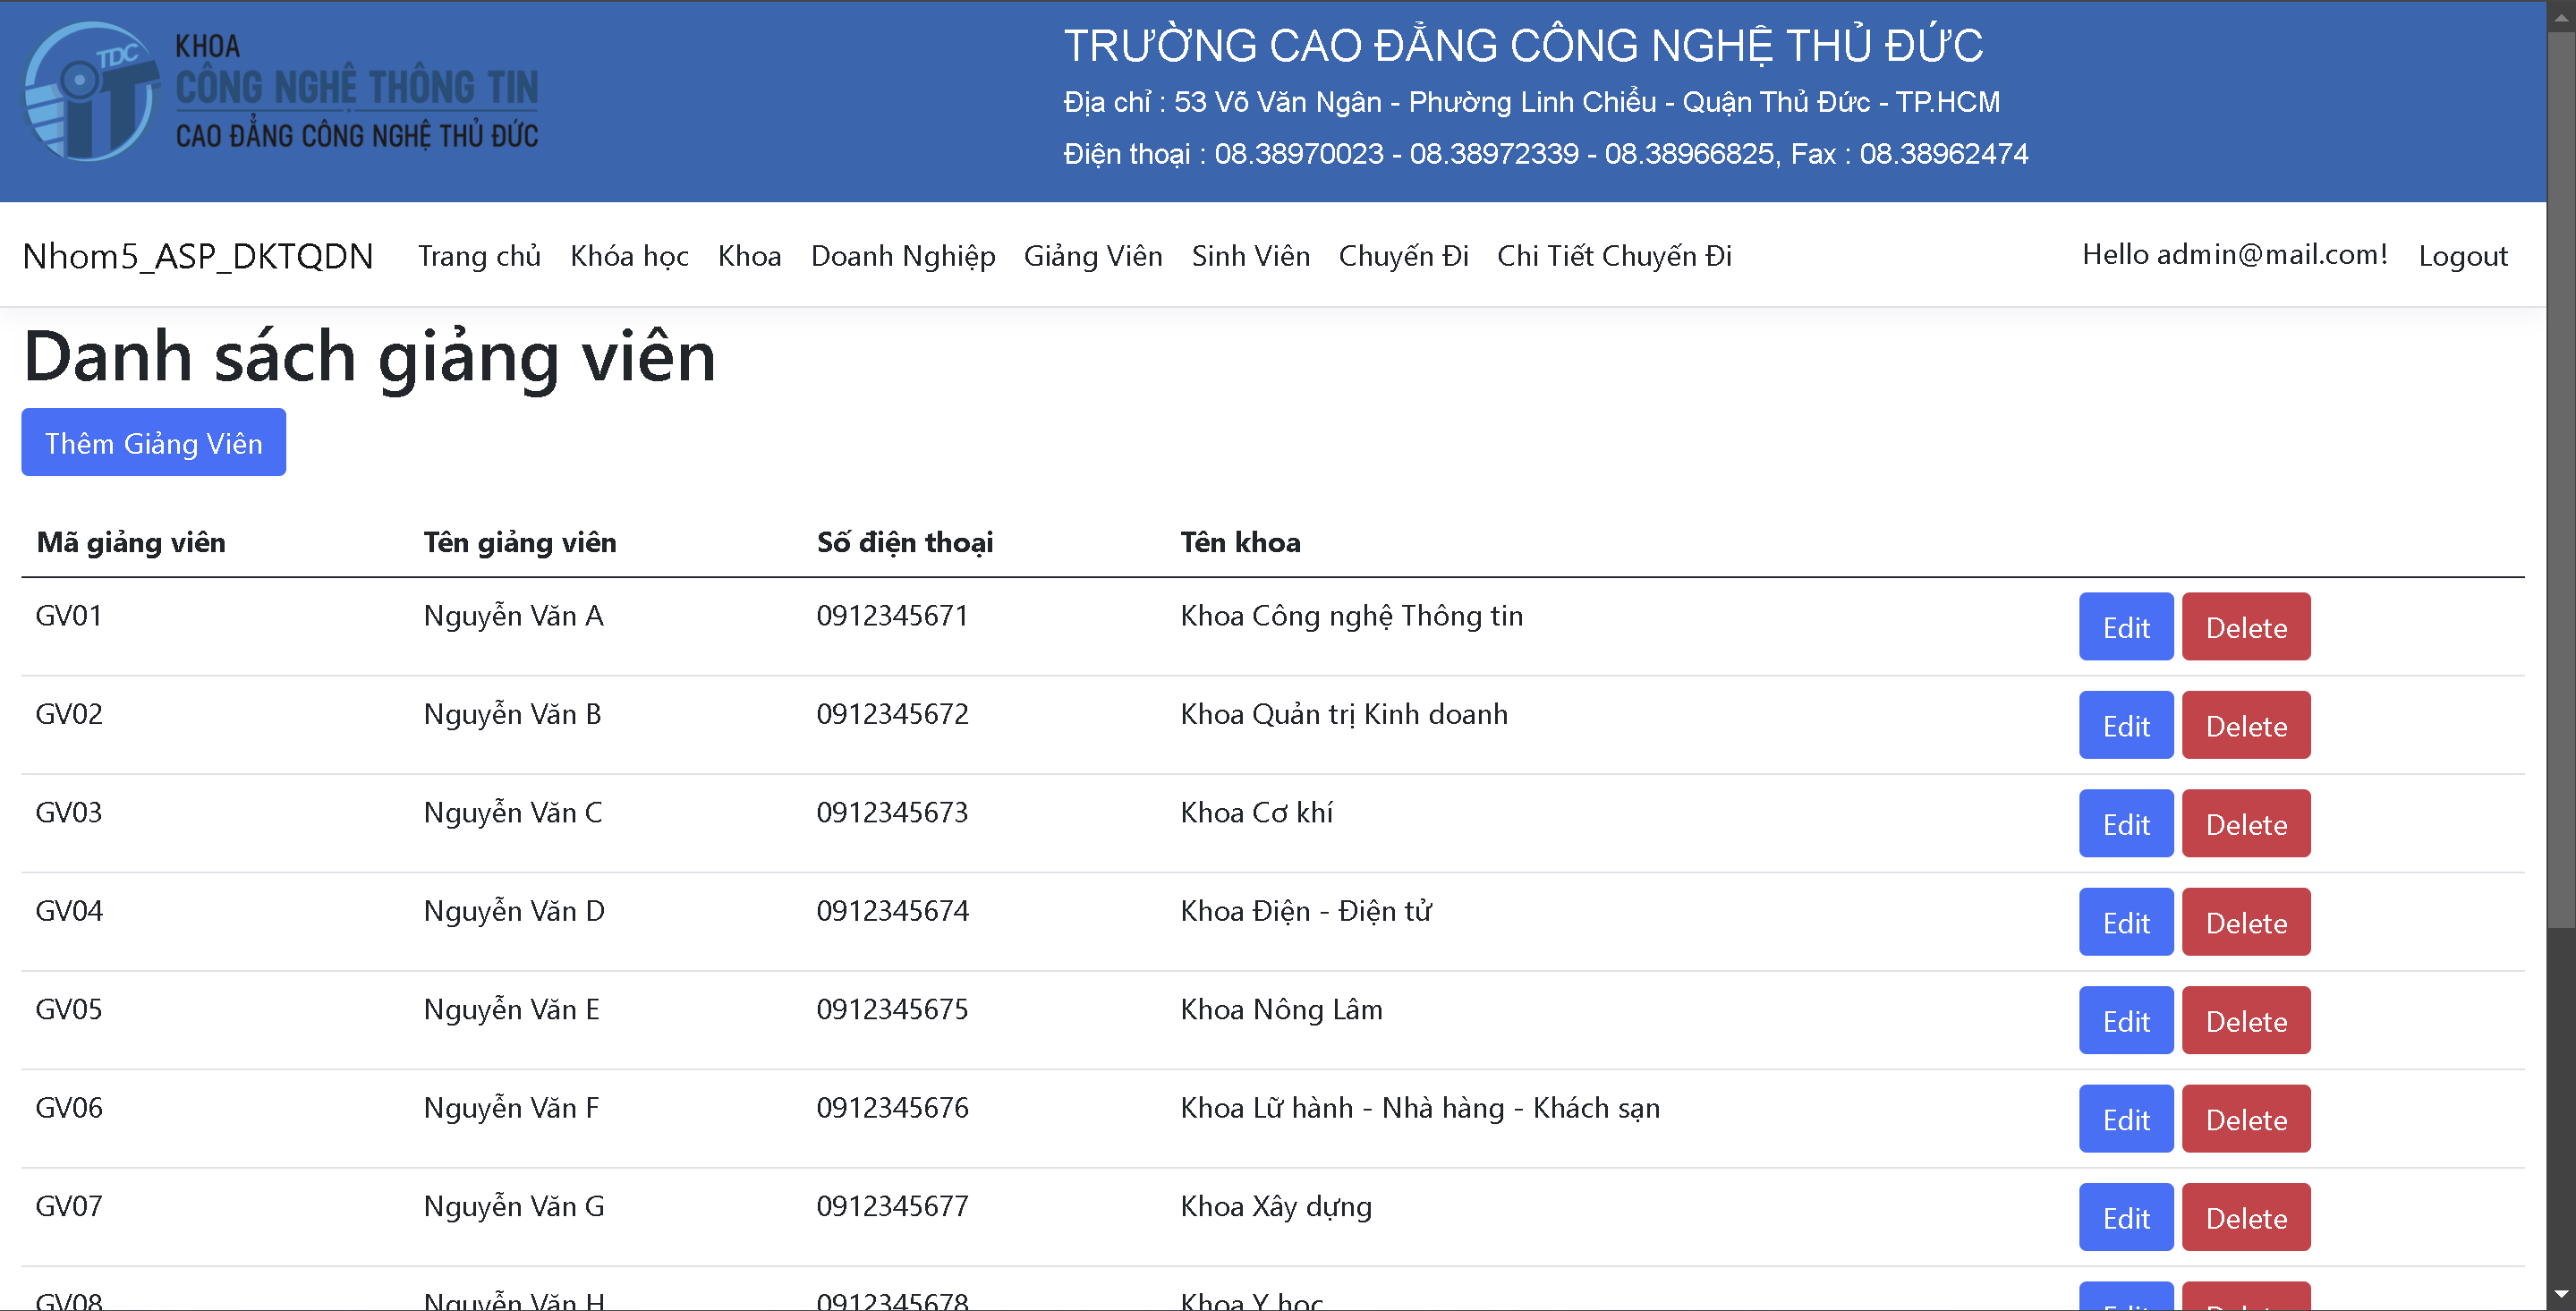 TDC
iT
KHOA
CÔNG NGHỆ THÔNG TIN
CAO ĐẲNG CÔNG NGHỆ THỦ ĐỨC
TRƯỜNG CAO ĐẲNG CÔNG NGHỆ THỦ ĐỨC
Địa chỉ : 53 Võ Văn Ngân - Phường Linh Chiểu - Quận Thủ Đức - TP.HCM
Điện thoại : 08.38970023 - 08.38972339 - 08.38966825, Fax : 08.38962474
Nhom5_ASP_DKTQDN Trang chủ Khóa học Khoa Doanh Nghiệp Giảng Viên Sinh Viên Chuyến Đi Chi Tiết Chuyến Đi Hello admin@mail.com! Logout
Danh sách giảng viên
Thêm Giảng Viên
Mã giảng viên Tên giảng viên Số điện thoại Tên khoa
GV01 Nguyễn Văn A 0912345671 Khoa Công nghệ Thông tin Edit Delete
GV02 Nguyễn Văn B 0912345672 Khoa Quản trị Kinh doanh Edit Delete
GV03 Nguyễn Văn C 0912345673 Khoa Cơ khí Edit Delete
GV04 Nguyễn Văn D 0912345674 Khoa Điện - Điện tử Edit Delete
GV05 Nguyễn Văn E 0912345675 Khoa Nông Lâm Edit Delete
GV06 Nguyễn Văn F 0912345676 Khoa Lữ hành - Nhà hàng - Khách sạn Edit Delete
GV07 Nguyễn Văn G 0912345677 Khoa Xây dựng Edit Delete
GV08 Nguyễn Văn H 0912345678 Khoa Y học